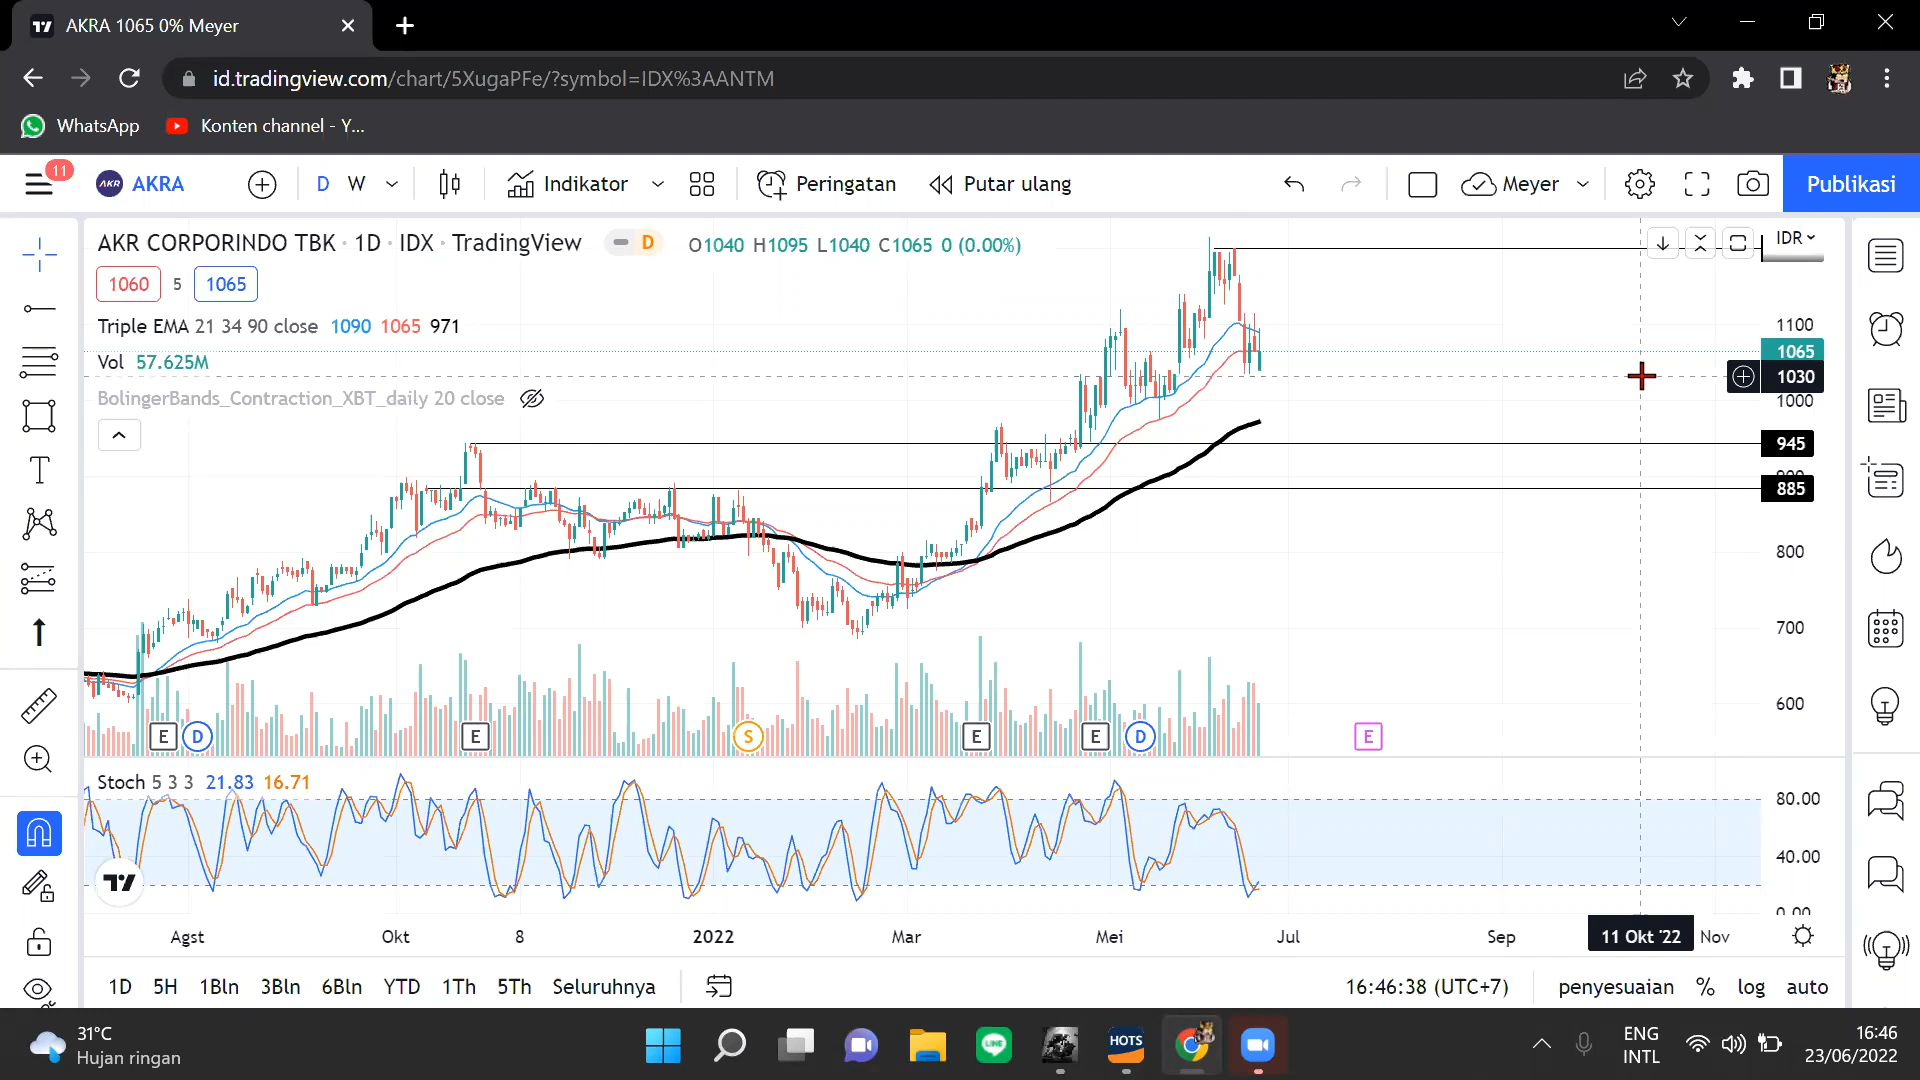 AKRA 1065 0% Meyer
id.tradingview.com/chart/5XugaPFe/?symbol=IDX%3AANTM
WhatsApp
Konten channel - Y...
11
AKR
AKRA
D
W
Indikator
Peringatan
Putar ulang
Meyer
Publikasi
AKR CORPORINDO TBK · 1D · IDX · TradingView
D
O1040 H1095 L1040 C1065 0 (0.00%)
IDR
1060
5
1065
Triple EMA 21 34 90 close 1090 1065 971
Vol 57.625M
BolingerBands_Contraction_XBT_daily 20 close
1100
1065
1030
1000
945
900
885
800
700
600
E
D
E
S
E
E
D
E
Stoch 5 3 3 21.83 16.71
80.00
40.00
0.00
Agst
Okt
8
2022
Mar
Mei
Jul
Sep
11 Okt '22
Nov
1D
5H
1Bln
3Bln
6Bln
YTD
1Th
5Th
Seluruhnya
16:46:38 (UTC+7)
penyesuaian
%
log
auto
31°C
Hujan ringan
LINE
HOTS
ENG
INTL
16:46
23/06/2022